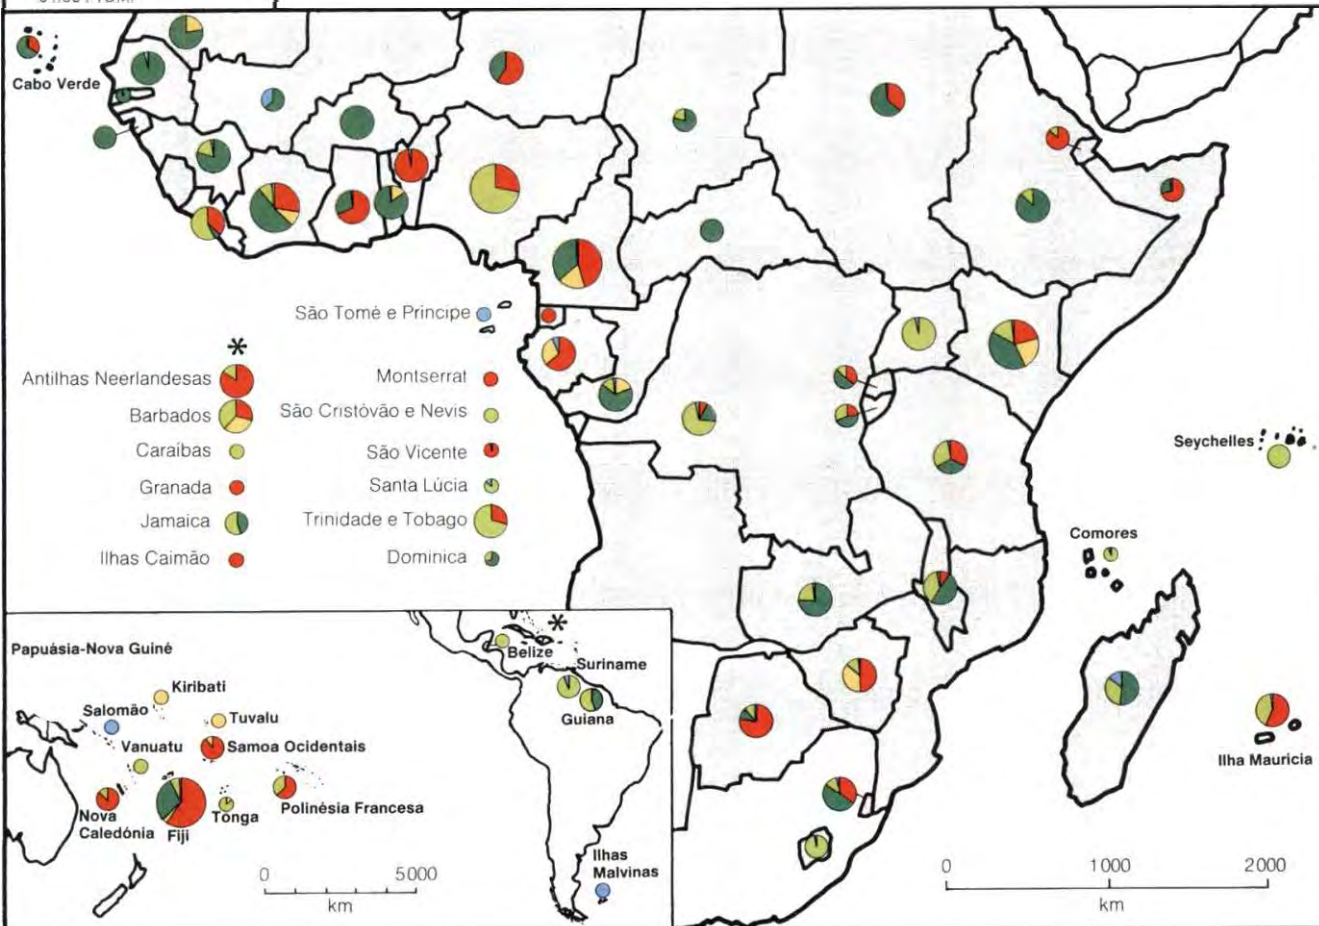 Cabo Verde
São Tomé e Príncipe
*
Antilhas Neerlandesas
Barbados
Caraíbas
Granada
Jamaica
Ilhas Caimão
Montserrat
São Cristóvão e Nevis
São Vicente
Santa Lúcia
Trinidade e Tobago
Dominica
Seychelles
Comores
Ilha Maurícia
0 1000 2000
km
Papuásia-Nova Guiné
Kiribati
Salomão
Tuvalu
Vanuatu
Samoa Ocidentais
Nova
Caledónia
Fiji
Tonga
Polinésia Francesa
0 5000
km
*
Belize
Suriname
Guiana
Ilhas
Malvinas